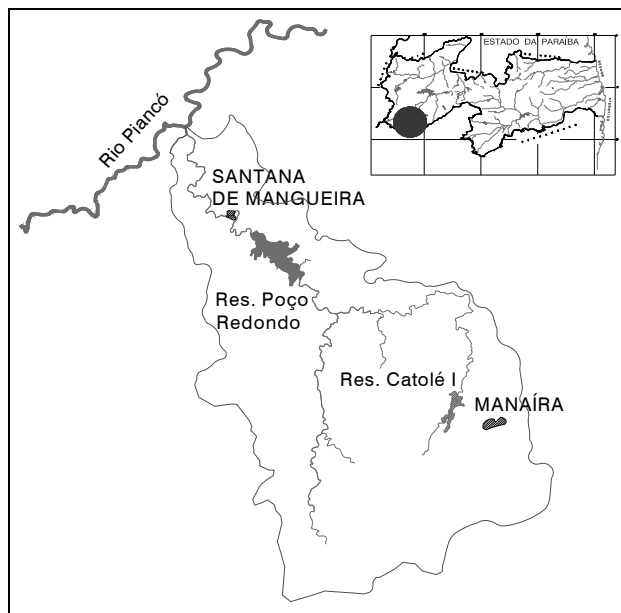 ESTADO DA PARAÍBA
Rio Piancó
SANTANA
DE MANGUEIRA
Res. Poço
Redondo
Res. Catolé I
MANAÍRA